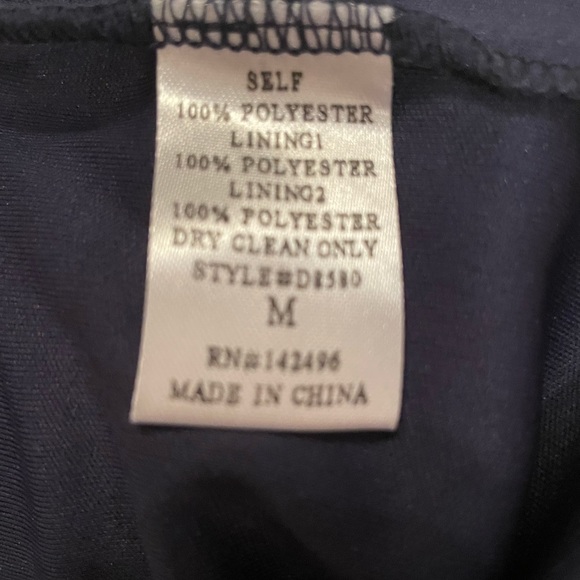 SELF
100% POLYESTER
LINING1
100% POLYESTER
LINING2
100% POLYESTER
DRY CLEAN ONLY
STYLE#D8580
M
RN#142496
MADE IN CHINA